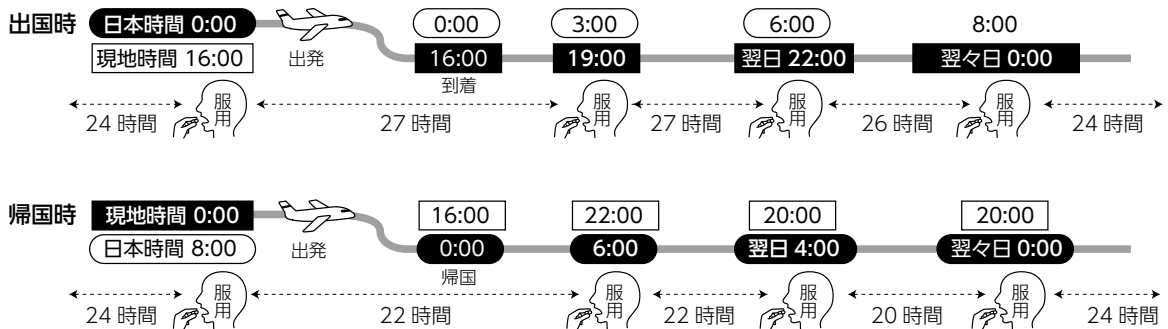 出国時 日本時間 0:00 0:00 3:00 6:00 8:00
現地時間 16:00 出発 16:00 19:00 翌日 22:00 翌々日 0:00
到着
服用 服用 服用 服用
24 時間 27 時間 27 時間 26 時間 24 時間
帰国時 現地時間 0:00 16:00 22:00 20:00 20:00
日本時間 8:00 出発 0:00 6:00 翌日 4:00 翌々日 0:00
帰国
服用 服用 服用 服用
24 時間 22 時間 22 時間 20 時間 24 時間